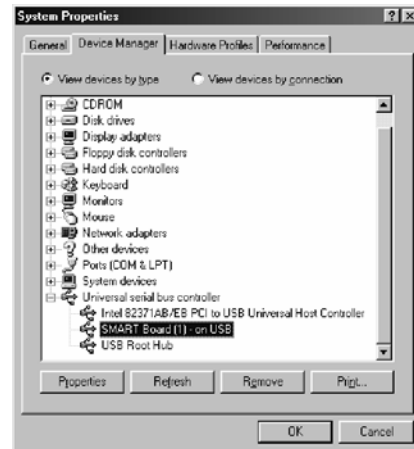 System Properties
General Device Manager Hardware Profiles Performance
View devices by type View devices by connection
CDROM
Disk drives
Display adapters
Floppy disk controllers
Hard disk controllers
Keyboard
Monitors
Mouse
Network adapters
Other devices
Ports (COM & LPT)
System devices
Universal serial bus controller
Intel 82371AB/EB PCI to USB Universal Host Controller
SMART Board (1) - on USB
USB Root Hub
Properties Refresh Remove Print...
OK Cancel